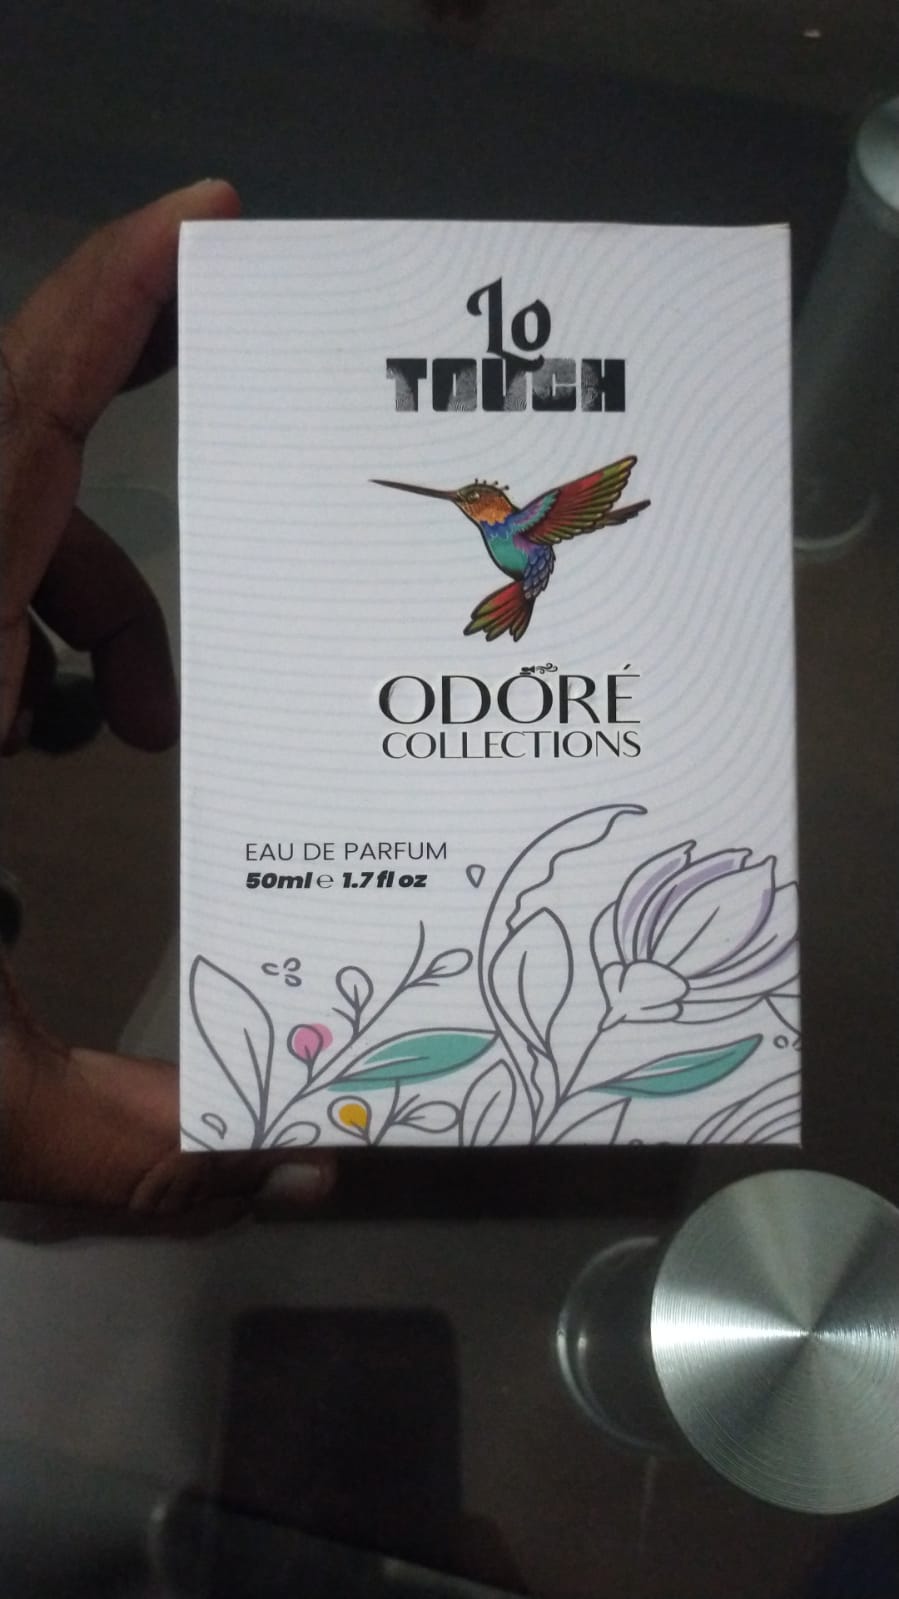 Lo
TOUCH
ODORÉ
COLLECTIONS
EAU DE PARFUM
50ml ℮ 1.7 fl oz